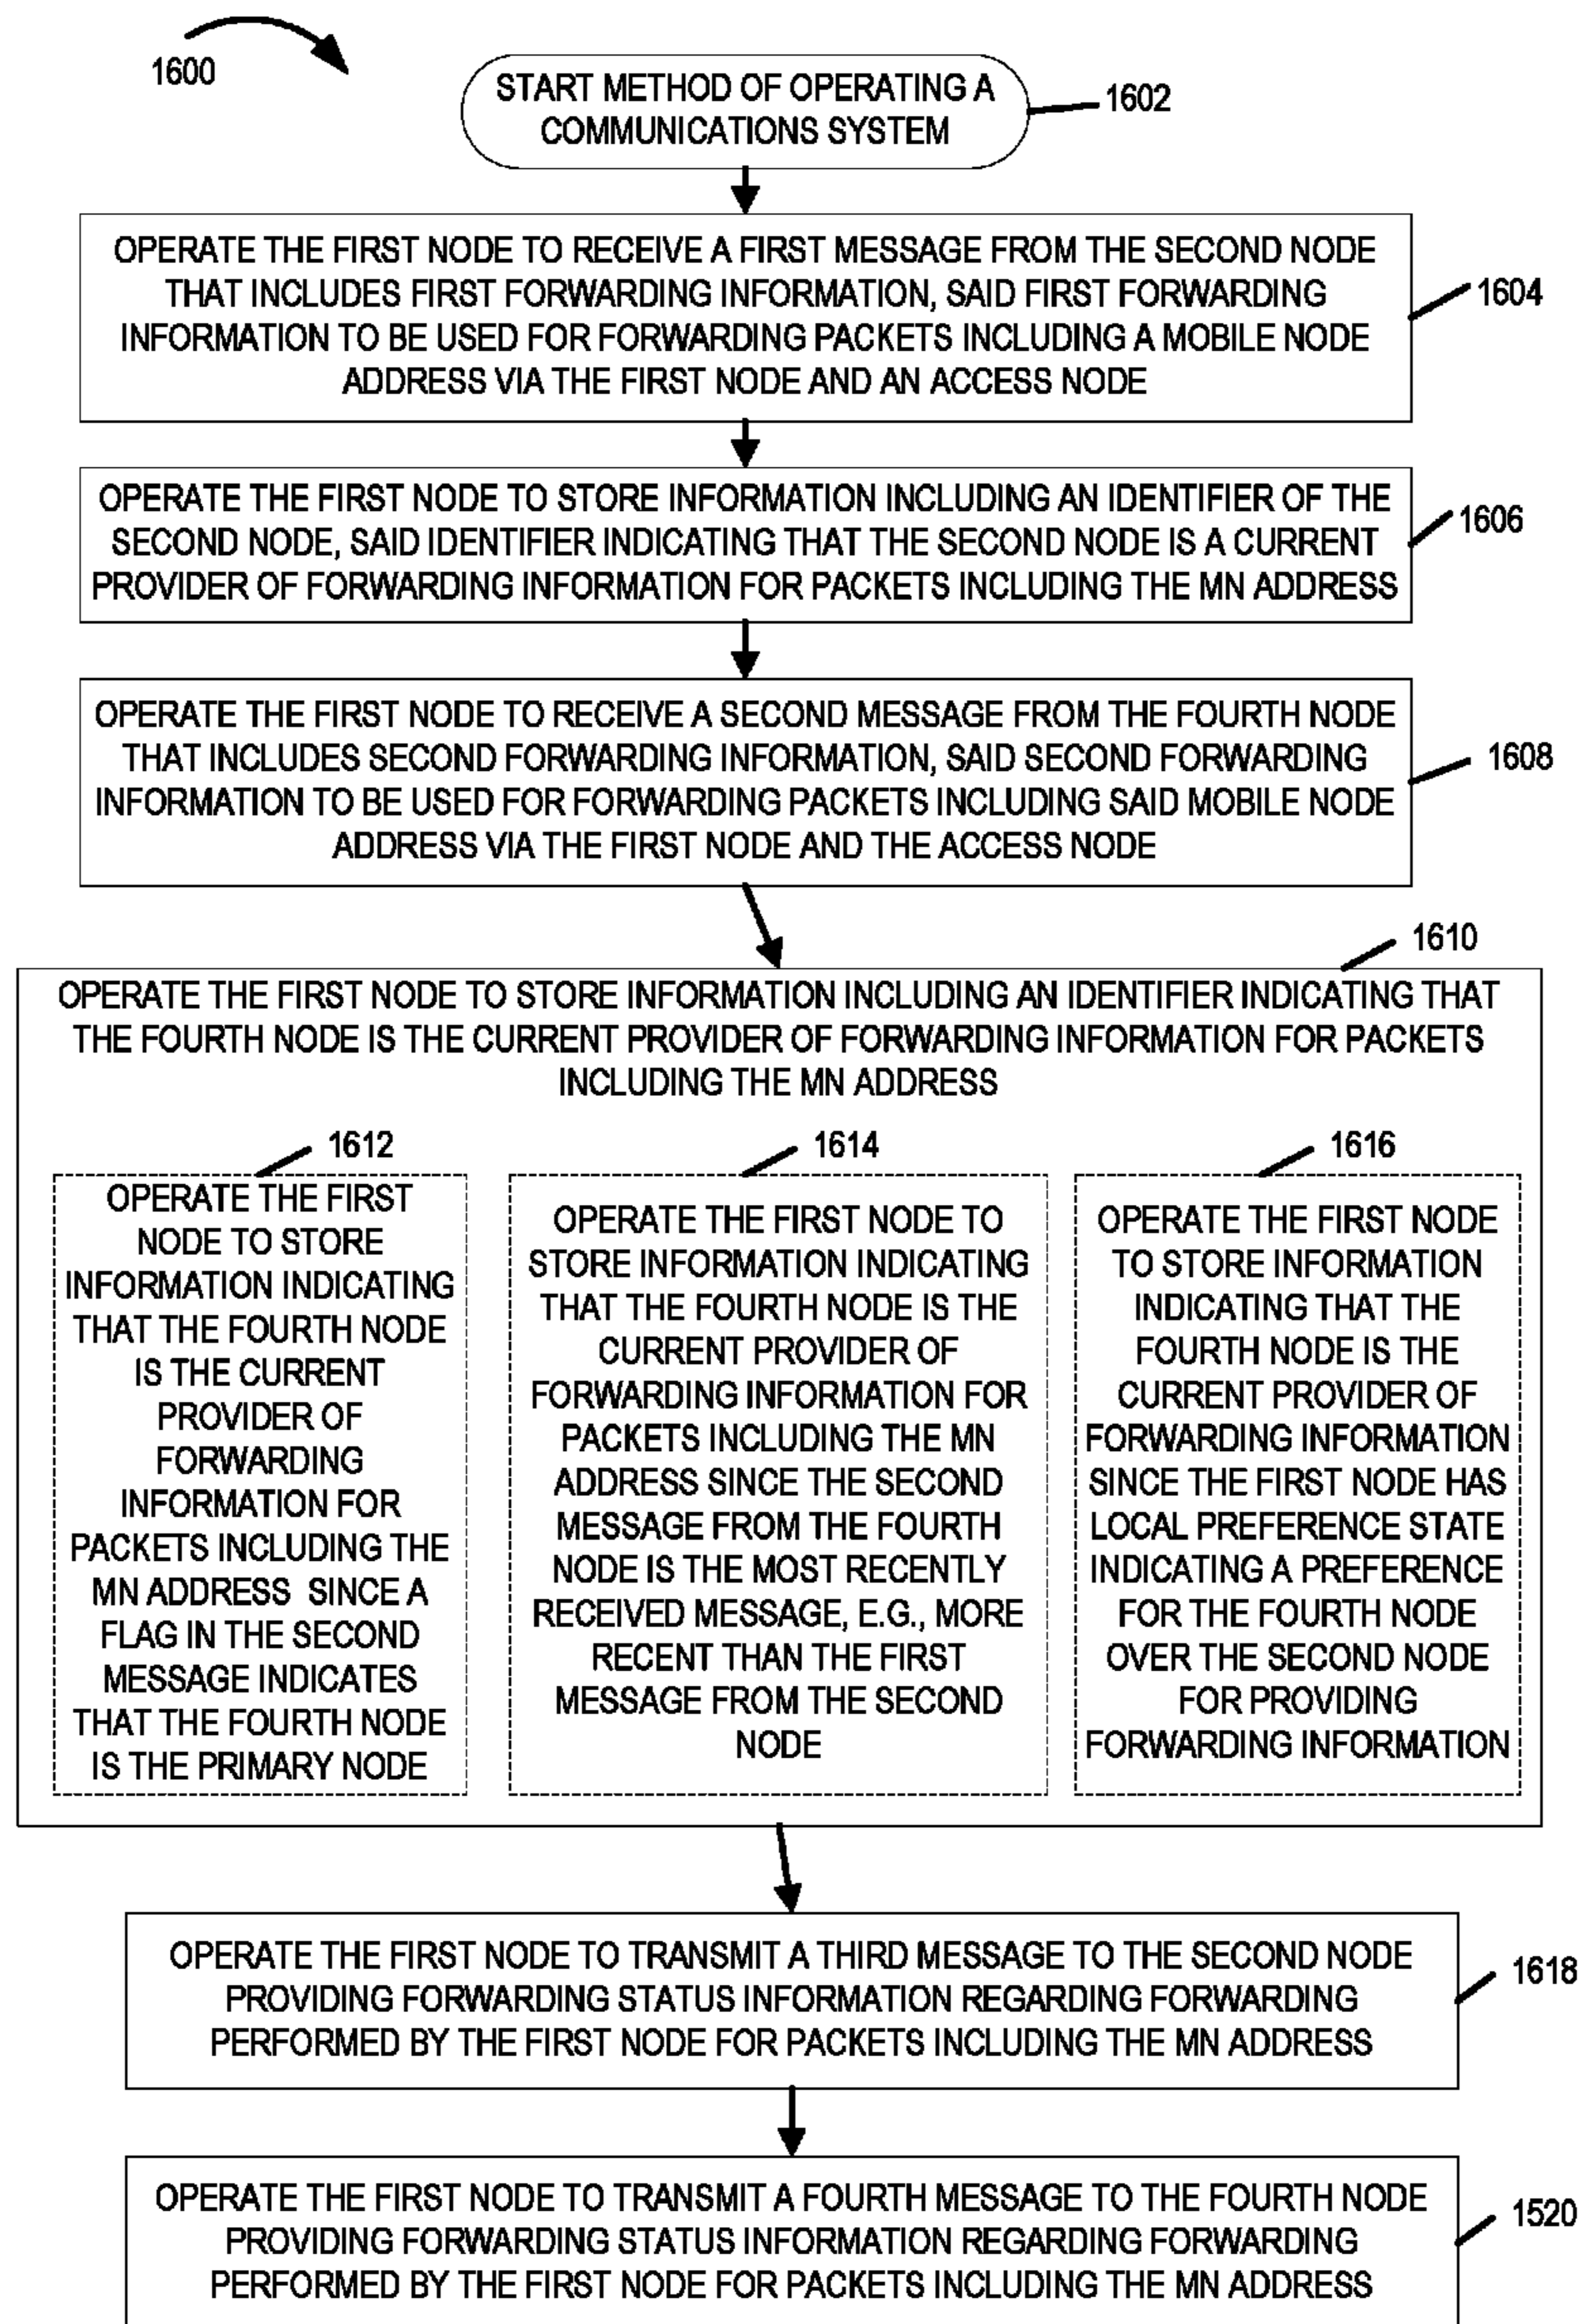 1600
START METHOD OF OPERATING A
COMMUNICATIONS SYSTEM
1602
OPERATE THE FIRST NODE TO RECEIVE A FIRST MESSAGE FROM THE SECOND NODE
THAT INCLUDES FIRST FORWARDING INFORMATION, SAID FIRST FORWARDING
INFORMATION TO BE USED FOR FORWARDING PACKETS INCLUDING A MOBILE NODE
ADDRESS VIA THE FIRST NODE AND AN ACCESS NODE
1604
OPERATE THE FIRST NODE TO STORE INFORMATION INCLUDING AN IDENTIFIER OF THE
SECOND NODE, SAID IDENTIFIER INDICATING THAT THE SECOND NODE IS A CURRENT
PROVIDER OF FORWARDING INFORMATION FOR PACKETS INCLUDING THE MN ADDRESS
1606
OPERATE THE FIRST NODE TO RECEIVE A SECOND MESSAGE FROM THE FOURTH NODE
THAT INCLUDES SECOND FORWARDING INFORMATION, SAID SECOND FORWARDING
INFORMATION TO BE USED FOR FORWARDING PACKETS INCLUDING SAID MOBILE NODE
ADDRESS VIA THE FIRST NODE AND THE ACCESS NODE
1608
1610
OPERATE THE FIRST NODE TO STORE INFORMATION INCLUDING AN IDENTIFIER INDICATING THAT
THE FOURTH NODE IS THE CURRENT PROVIDER OF FORWARDING INFORMATION FOR PACKETS
INCLUDING THE MN ADDRESS
1612
OPERATE THE FIRST
NODE TO STORE
INFORMATION INDICATING
THAT THE FOURTH NODE
IS THE CURRENT
PROVIDER OF
FORWARDING
INFORMATION FOR
PACKETS INCLUDING THE
MN ADDRESS SINCE A
FLAG IN THE SECOND
MESSAGE INDICATES
THAT THE FOURTH NODE
IS THE PRIMARY NODE
1614
OPERATE THE FIRST NODE TO
STORE INFORMATION INDICATING
THAT THE FOURTH NODE IS THE
CURRENT PROVIDER OF
FORWARDING INFORMATION FOR
PACKETS INCLUDING THE MN
ADDRESS SINCE THE SECOND
MESSAGE FROM THE FOURTH
NODE IS THE MOST RECENTLY
RECEIVED MESSAGE, E.G., MORE
RECENT THAN THE FIRST
MESSAGE FROM THE SECOND
NODE
1616
OPERATE THE FIRST NODE
TO STORE INFORMATION
INDICATING THAT THE
FOURTH NODE IS THE
CURRENT PROVIDER OF
FORWARDING INFORMATION
SINCE THE FIRST NODE HAS
LOCAL PREFERENCE STATE
INDICATING A PREFERENCE
FOR THE FOURTH NODE
OVER THE SECOND NODE
FOR PROVIDING
FORWARDING INFORMATION
OPERATE THE FIRST NODE TO TRANSMIT A THIRD MESSAGE TO THE SECOND NODE
PROVIDING FORWARDING STATUS INFORMATION REGARDING FORWARDING
PERFORMED BY THE FIRST NODE FOR PACKETS INCLUDING THE MN ADDRESS
1618
OPERATE THE FIRST NODE TO TRANSMIT A FOURTH MESSAGE TO THE FOURTH NODE
PROVIDING FORWARDING STATUS INFORMATION REGARDING FORWARDING
PERFORMED BY THE FIRST NODE FOR PACKETS INCLUDING THE MN ADDRESS
1520